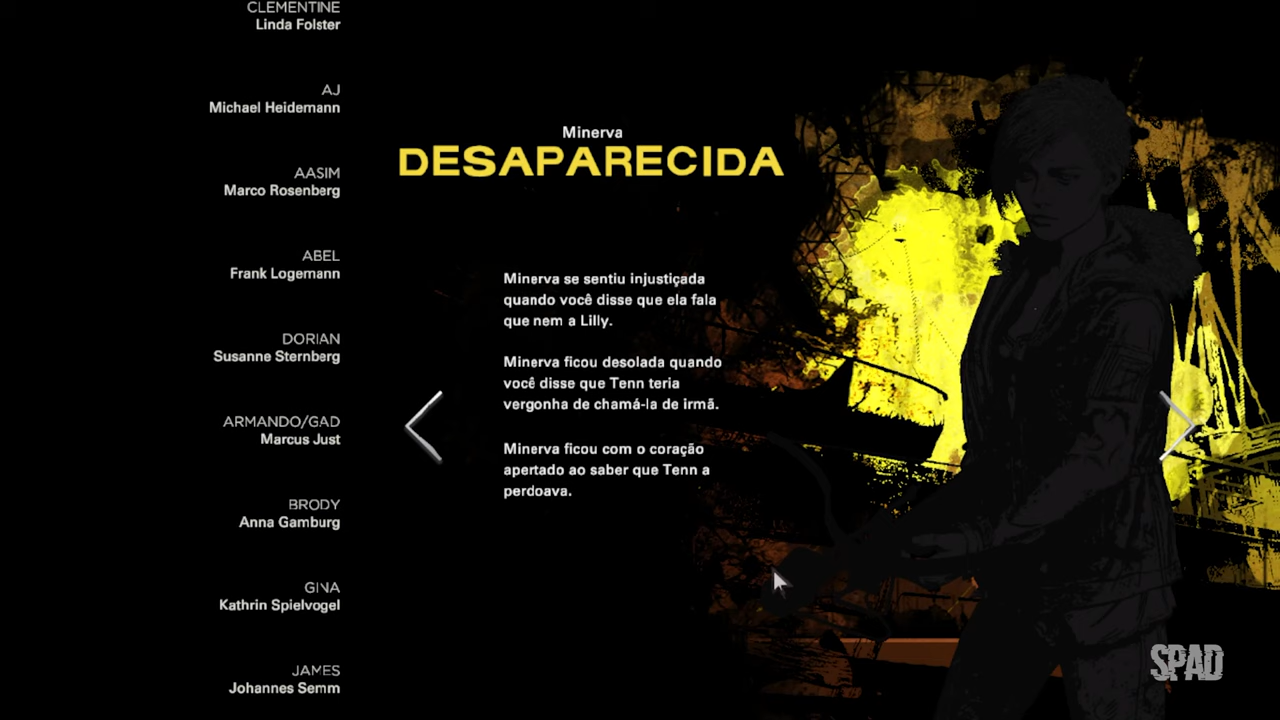 CLEMENTINE
Linda Folster
AJ
Michael Heidemann
AASIM
Marco Rosenberg
ABEL
Frank Logemann
DORIAN
Susanne Sternberg
ARMANDO/GAD
Marcus Just
BRODY
Anna Gamburg
GINA
Kathrin Spielvogel
JAMES
Johannes Semm
Minerva
DESAPARECIDA
Minerva se sentiu injustiçada
quando você disse que ela fala
que nem a Lilly.
Minerva ficou desolada quando
você disse que Tenn teria
vergonha de chamá-la de irmã.
Minerva ficou com o coração
apertado ao saber que Tenn a
perdoava.
SPAD